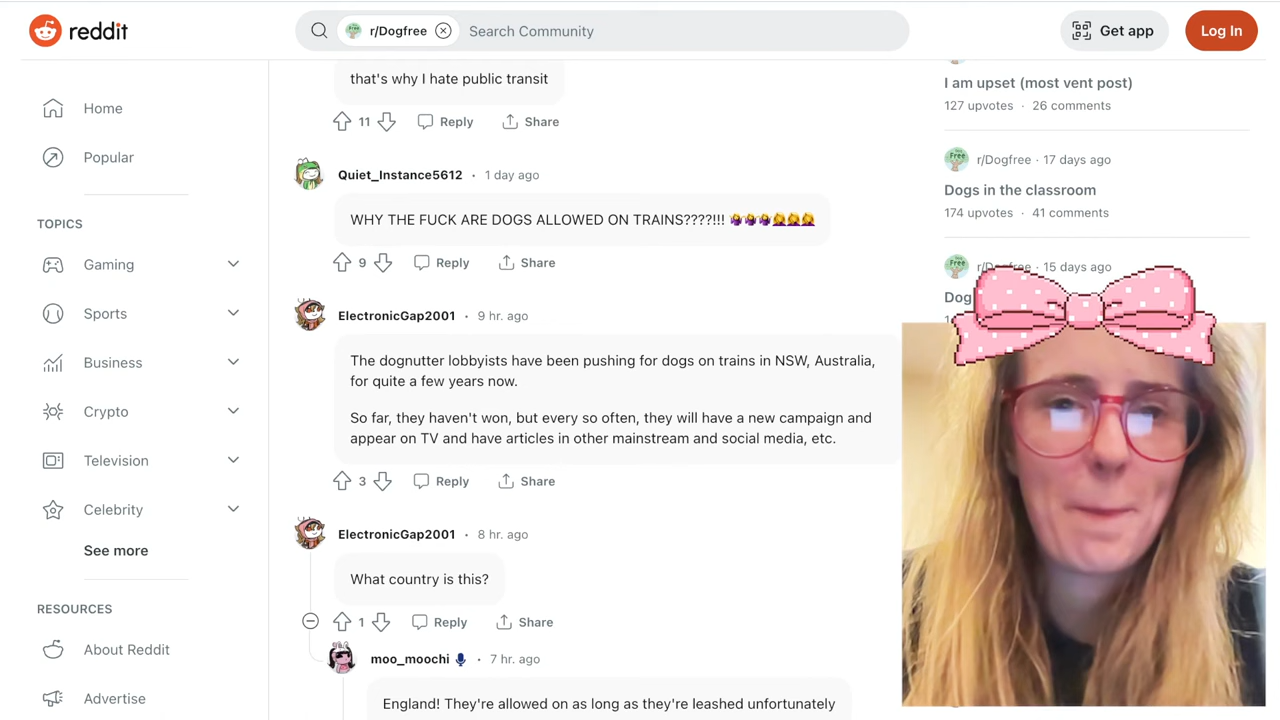 reddit
r/Dogfree
Search Community
Get app
Log In
Home
Popular
TOPICS
Gaming
Sports
Business
Crypto
Television
Celebrity
See more
RESOURCES
About Reddit
Advertise
that's why I hate public transit
11
Reply
Share
Quiet_Instance5612 • 1 day ago
WHY THE FUCK ARE DOGS ALLOWED ON TRAINS????!!! 🤦‍♀️🤦‍♀️🤦‍♀️🤦‍♀️🤦‍♀️🤦‍♀️
9
Reply
Share
ElectronicGap2001 • 9 hr. ago
The dognutter lobbyists have been pushing for dogs on trains in NSW, Australia,
for quite a few years now.
So far, they haven't won, but every so often, they will have a new campaign and
appear on TV and have articles in other mainstream and social media, etc.
3
Reply
Share
ElectronicGap2001 • 8 hr. ago
What country is this?
1
Reply
Share
moo_moochi • 7 hr. ago
England! They're allowed on as long as they're leashed unfortunately
I am upset (most vent post)
127 upvotes · 26 comments
Free
r/Dogfree · 17 days ago
Dogs in the classroom
174 upvotes · 41 comments
Free
r/Dogfree · 15 days ago
Dog